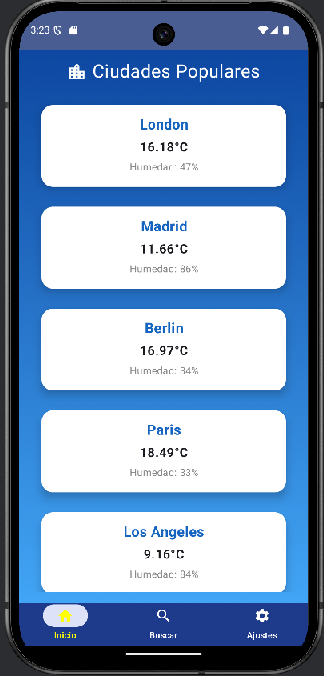 3:23
Ciudades Populares
London
16.18°C
Humedad: 47%
Madrid
11.66°C
Humedad: 86%
Berlin
16.97°C
Humedad: 34%
Paris
18.49°C
Humedad: 33%
Los Angeles
9.16°C
Humedad: 84%
Inicio Buscar Ajustes